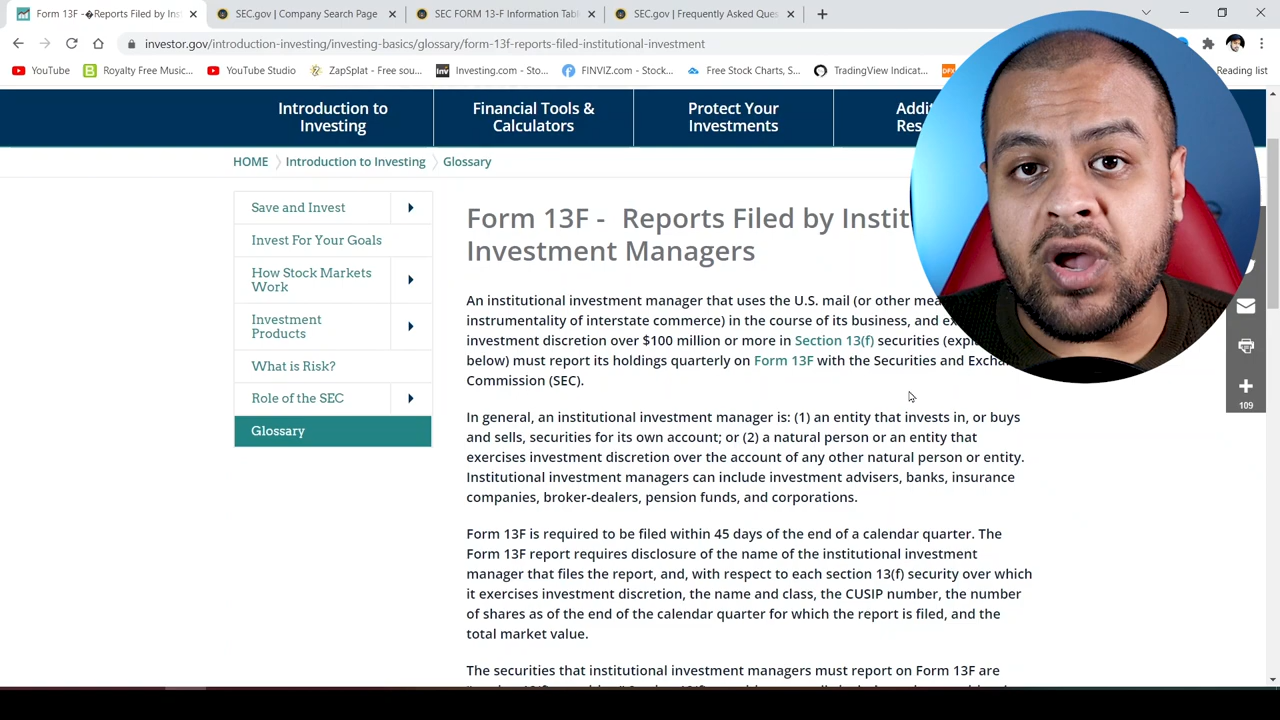 Form 13F -�Reports Filed by Ins
SEC.gov | Company Search Page
SEC FORM 13-F Information Tab
SEC.gov | Frequently Asked Ques
investor.gov/introduction-investing/investing-basics/glossary/form-13f-reports-filed-institutional-investment
YouTube
Royalty Free Music...
YouTube Studio
ZapSplat - Free sou...
Investing.com - Sto...
FINVIZ.com - Stock...
Free Stock Charts, S...
TradingView Indicat...
Reading list
Introduction to
Investing
Financial Tools &
Calculators
Protect Your
Investments
HOME
Introduction to Investing
Glossary
Save and Invest
Invest For Your Goals
How Stock Markets
Work
Investment
Products
What is Risk?
Role of the SEC
Glossary
Form 13F - Reports Filed by Instit
Investment Managers
An institutional investment manager that uses the U.S. mail (or other mea
instrumentality of interstate commerce) in the course of its business, and ex
investment discretion over $100 million or more in Section 13(f) securities (expl
below) must report its holdings quarterly on Form 13F with the Securities and Exchan
Commission (SEC).
In general, an institutional investment manager is: (1) an entity that invests in, or buys
and sells, securities for its own account; or (2) a natural person or an entity that
exercises investment discretion over the account of any other natural person or entity.
Institutional investment managers can include investment advisers, banks, insurance
companies, broker-dealers, pension funds, and corporations.
Form 13F is required to be filed within 45 days of the end of a calendar quarter. The
Form 13F report requires disclosure of the name of the institutional investment
manager that files the report, and, with respect to each section 13(f) security over which
it exercises investment discretion, the name and class, the CUSIP number, the number
of shares as of the end of the calendar quarter for which the report is filed, and the
total market value.
The securities that institutional investment managers must report on Form 13F are
109